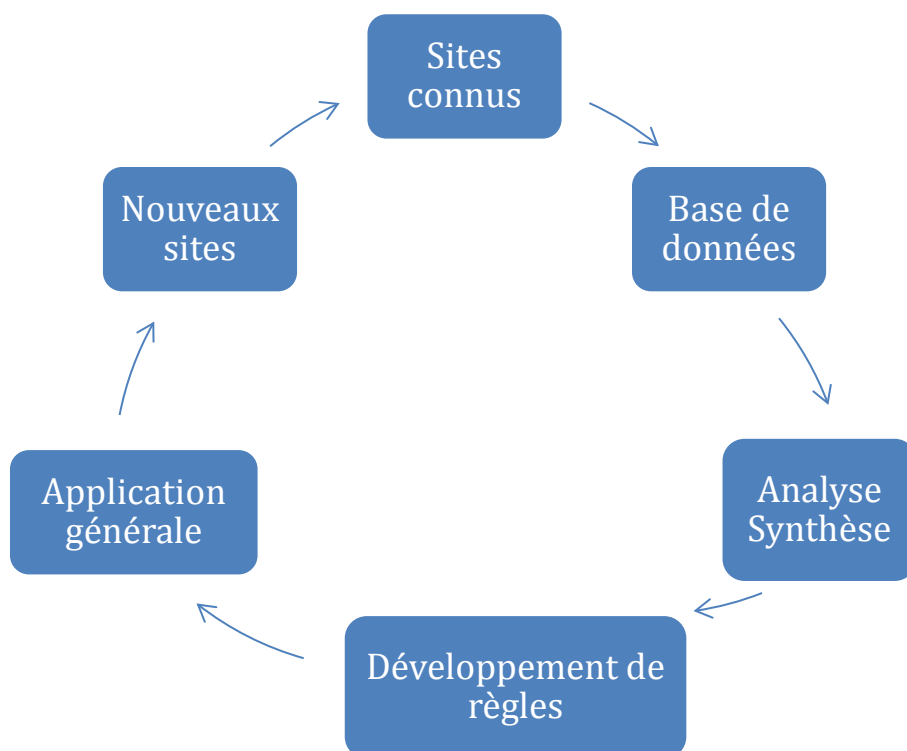 Sites
connus
Base de
données
Analyse
Synthèse
Développement de
règles
Application
générale
Nouveaux
sites